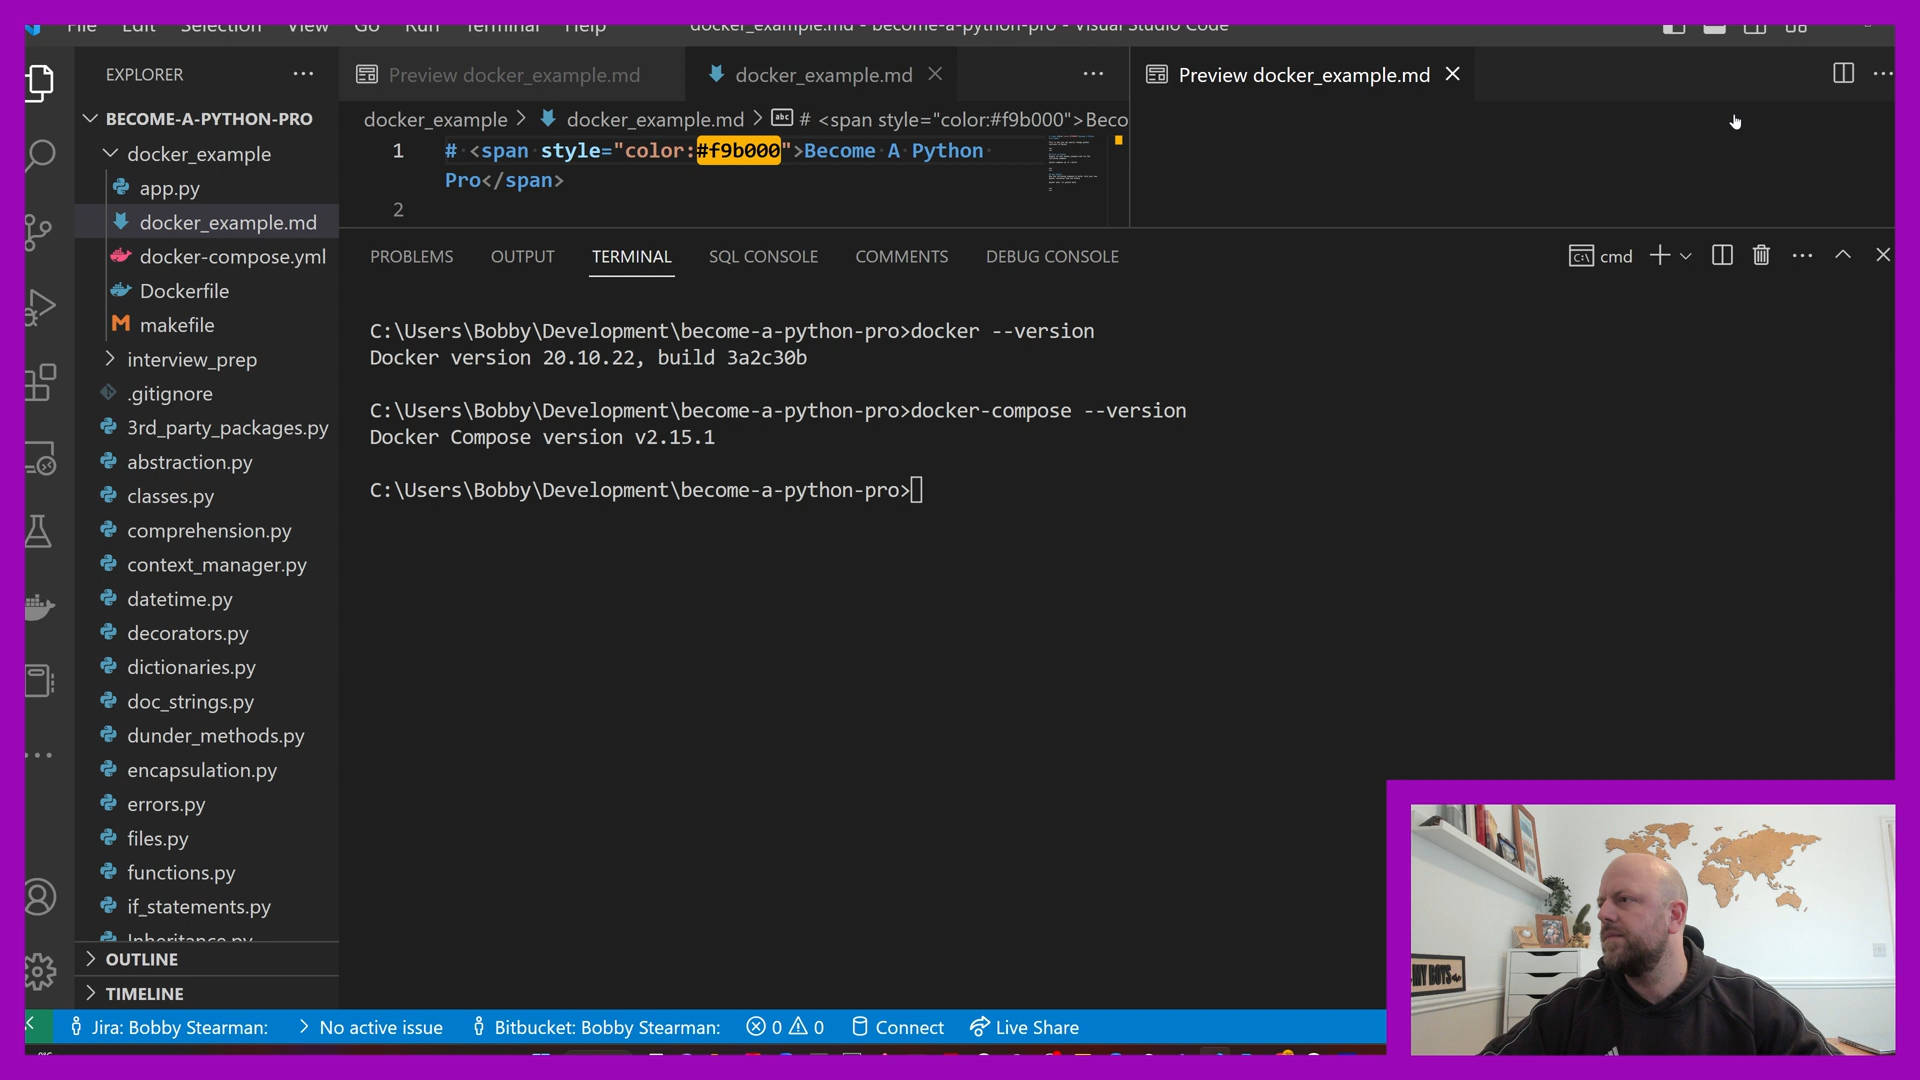 File Edit Selection View Go Run Terminal Help
docker_example.md - become-a-python-pro - Visual Studio Code
EXPLORER
Preview docker_example.md
docker_example.md
Preview docker_example.md
BECOME-A-PYTHON-PRO
docker_example > docker_example.md > abc # <span style="color:#f9b000">Beco
docker_example
app.py
docker_example.md
docker-compose.yml
Dockerfile
makefile
interview_prep
.gitignore
3rd_party_packages.py
abstraction.py
classes.py
comprehension.py
context_manager.py
datetime.py
decorators.py
dictionaries.py
doc_strings.py
dunder_methods.py
encapsulation.py
errors.py
files.py
functions.py
if_statements.py
Inheritance.py
OUTLINE
TIMELINE
1 # <span style="color:#f9b000">Become A Python
Pro</span>
2
PROBLEMS OUTPUT TERMINAL SQL CONSOLE COMMENTS DEBUG CONSOLE
cmd
C:\Users\Bobby\Development\become-a-python-pro>docker --version
Docker version 20.10.22, build 3a2c30b
C:\Users\Bobby\Development\become-a-python-pro>docker-compose --version
Docker Compose version v2.15.1
C:\Users\Bobby\Development\become-a-python-pro>
MY BOYS
Jira: Bobby Stearman: No active issue Bitbucket: Bobby Stearman: 0 0 Connect Live Share